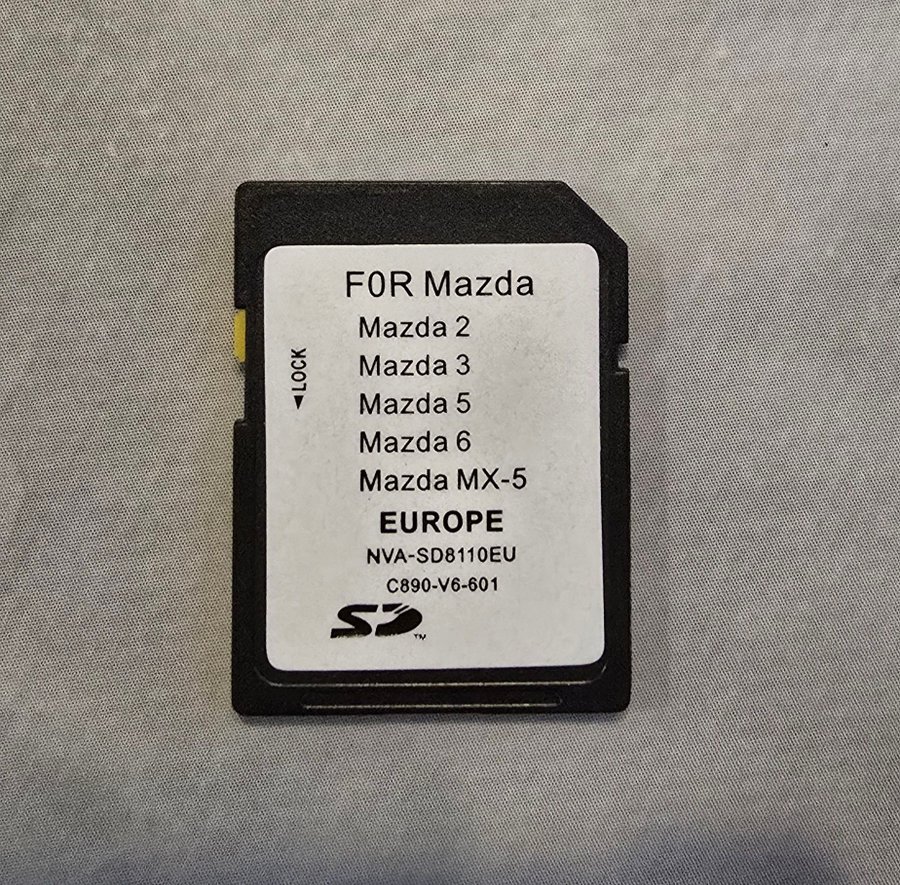 F0R Mazda
Mazda 2
Mazda 3
Mazda 5
Mazda 6
Mazda MX-5
EUROPE
NVA-SD8110EU
C890-V6-601
SD™
◄LOCK